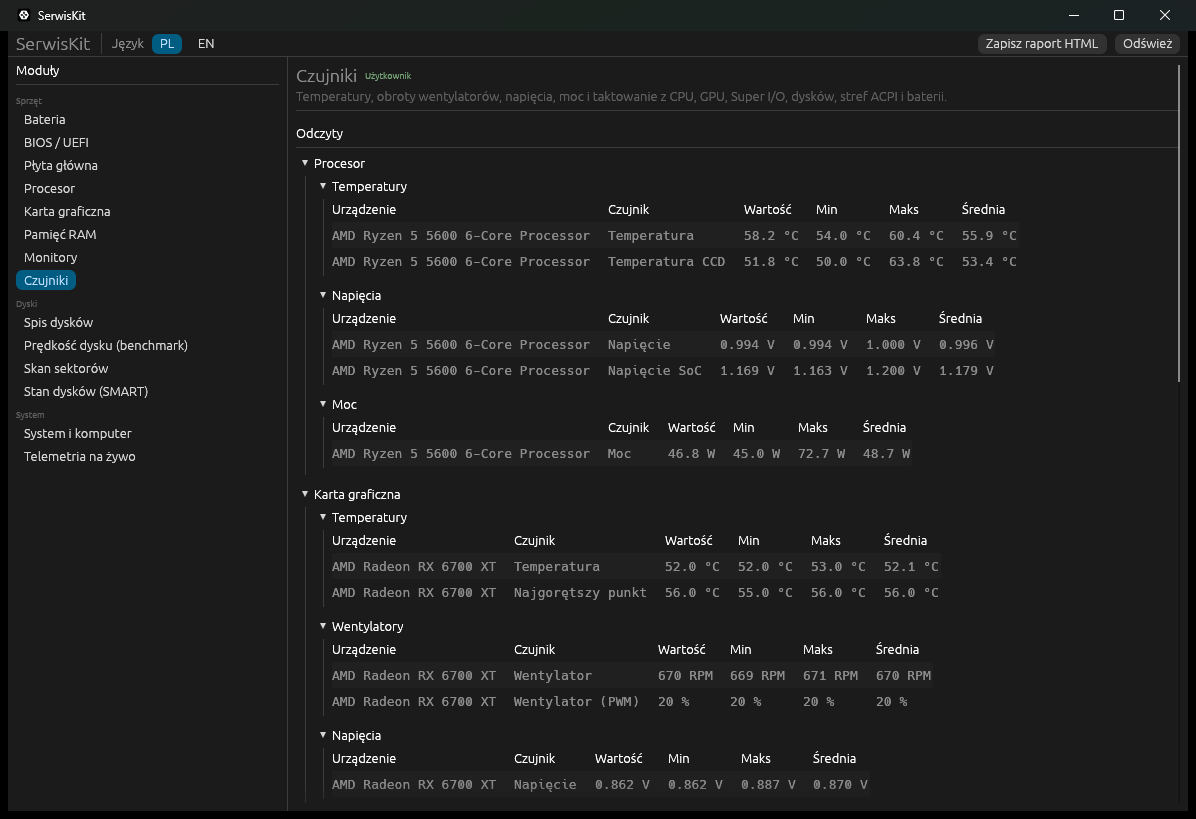 SerwisKit
SerwisKit Język PL EN Zapisz raport HTML Odśwież
Moduły
Sprzęt
Bateria
BIOS / UEFI
Płyta główna
Procesor
Karta graficzna
Pamięć RAM
Monitory
Czujniki
Dyski
Spis dysków
Prędkość dysku (benchmark)
Skan sektorów
Stan dysków (SMART)
System
System i komputer
Telemetria na żywo
Czujniki Użytkownik
Temperatury, obroty wentylatorów, napięcia, moc i taktowanie z CPU, GPU, Super I/O, dysków, stref ACPI i baterii.
Odczyty
Procesor
Temperatury
Urządzenie Czujnik Wartość Min Maks Średnia
AMD Ryzen 5 5600 6-Core Processor Temperatura 58.2 °C 54.0 °C 60.4 °C 55.9 °C
AMD Ryzen 5 5600 6-Core Processor Temperatura CCD 51.8 °C 50.0 °C 63.8 °C 53.4 °C
Napięcia
Urządzenie Czujnik Wartość Min Maks Średnia
AMD Ryzen 5 5600 6-Core Processor Napięcie 0.994 V 0.994 V 1.000 V 0.996 V
AMD Ryzen 5 5600 6-Core Processor Napięcie SoC 1.169 V 1.163 V 1.200 V 1.179 V
Moc
Urządzenie Czujnik Wartość Min Maks Średnia
AMD Ryzen 5 5600 6-Core Processor Moc 46.8 W 45.0 W 72.7 W 48.7 W
Karta graficzna
Temperatury
Urządzenie Czujnik Wartość Min Maks Średnia
AMD Radeon RX 6700 XT Temperatura 52.0 °C 52.0 °C 53.0 °C 52.1 °C
AMD Radeon RX 6700 XT Najgorętszy punkt 56.0 °C 55.0 °C 56.0 °C 56.0 °C
Wentylatory
Urządzenie Czujnik Wartość Min Maks Średnia
AMD Radeon RX 6700 XT Wentylator 670 RPM 669 RPM 671 RPM 670 RPM
AMD Radeon RX 6700 XT Wentylator (PWM) 20 % 20 % 20 % 20 %
Napięcia
Urządzenie Czujnik Wartość Min Maks Średnia
AMD Radeon RX 6700 XT Napięcie 0.862 V 0.862 V 0.887 V 0.870 V